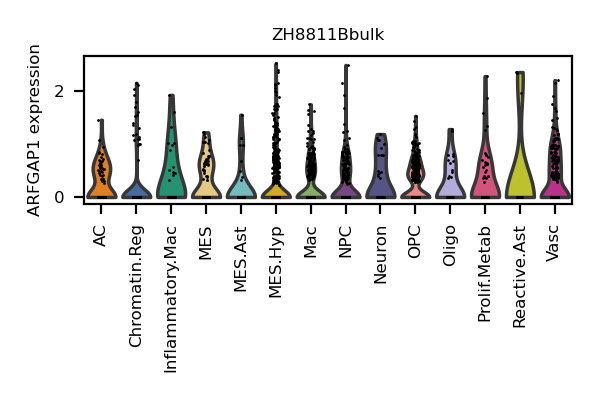 ZH8811Bbulk
ARFGAP1 expression
2
0
AC
Chromatin.Reg
Inflammatory.Mac
MES
MES.Ast
MES.Hyp
Mac
NPC
Neuron
OPC
Oligo
Prolif.Metab
Reactive.Ast
Vasc